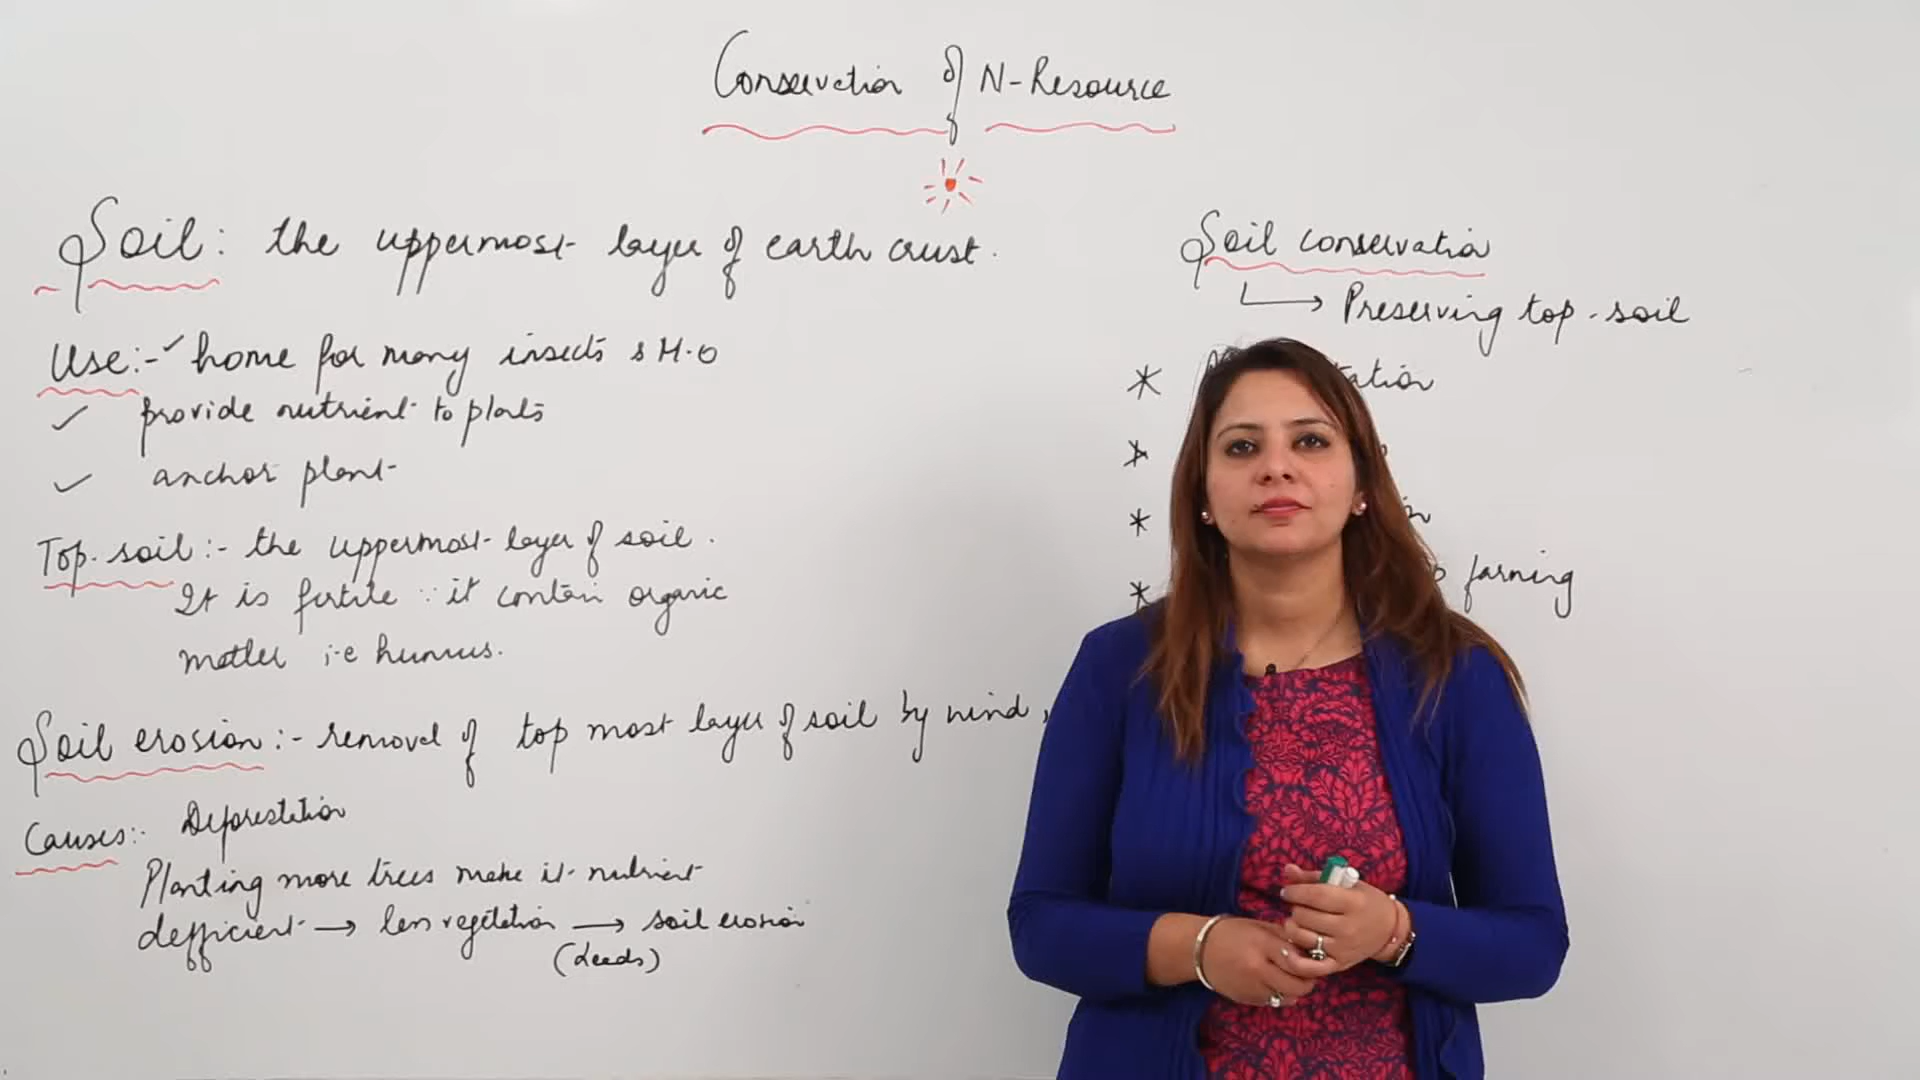 Conservation of N-Resource
Soil: the uppermost layer of earth crust.
Use:- ✓ home for many insects & M.O
✓ provide nutrient to plants
✓ anchor plant
Top-soil:- the uppermost layer of soil.
It is fertile ∵ it contain organic
matter i.e humus.
Soil erosion:- removal of top most layer of soil by wind,
Causes:- Deforestation
Planting more trees make it nutrient
defficient → less vegetation → soil erosion
(Leads)
Soil conservation
↳ Preserving top-soil
*
*
*
* farming